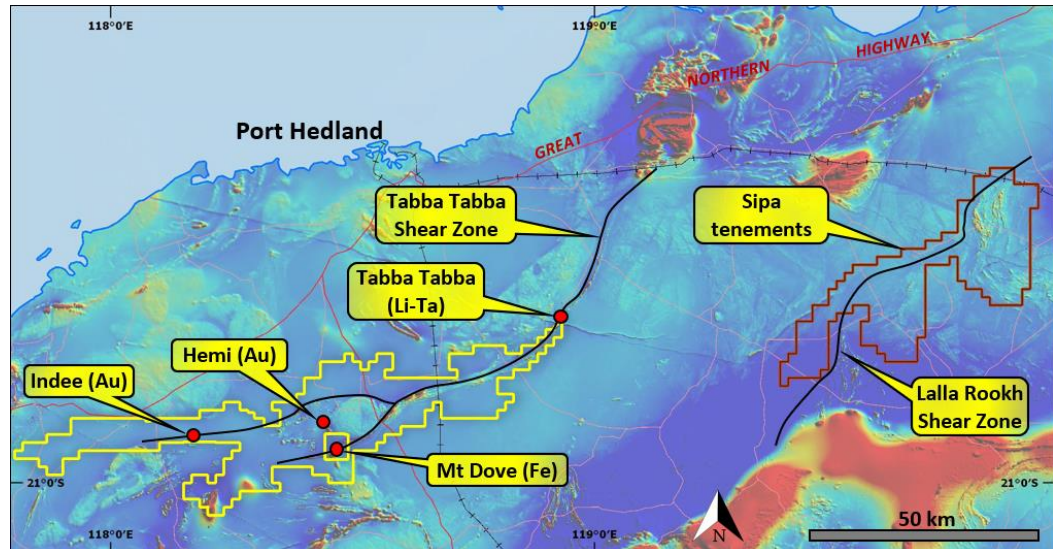 118°0'E
119°0'E
HIGHWAY
NORTHERN
GREAT
Port Hedland
Tabba Tabba
Shear Zone
Sipa
tenements
Tabba Tabba
(Li-Ta)
Hemi (Au)
Indee (Au)
Lalla Rookh
Shear Zone
Mt Dove (Fe)
21°0'S
21°0'S
N
50 km
118°0'E
119°0'E